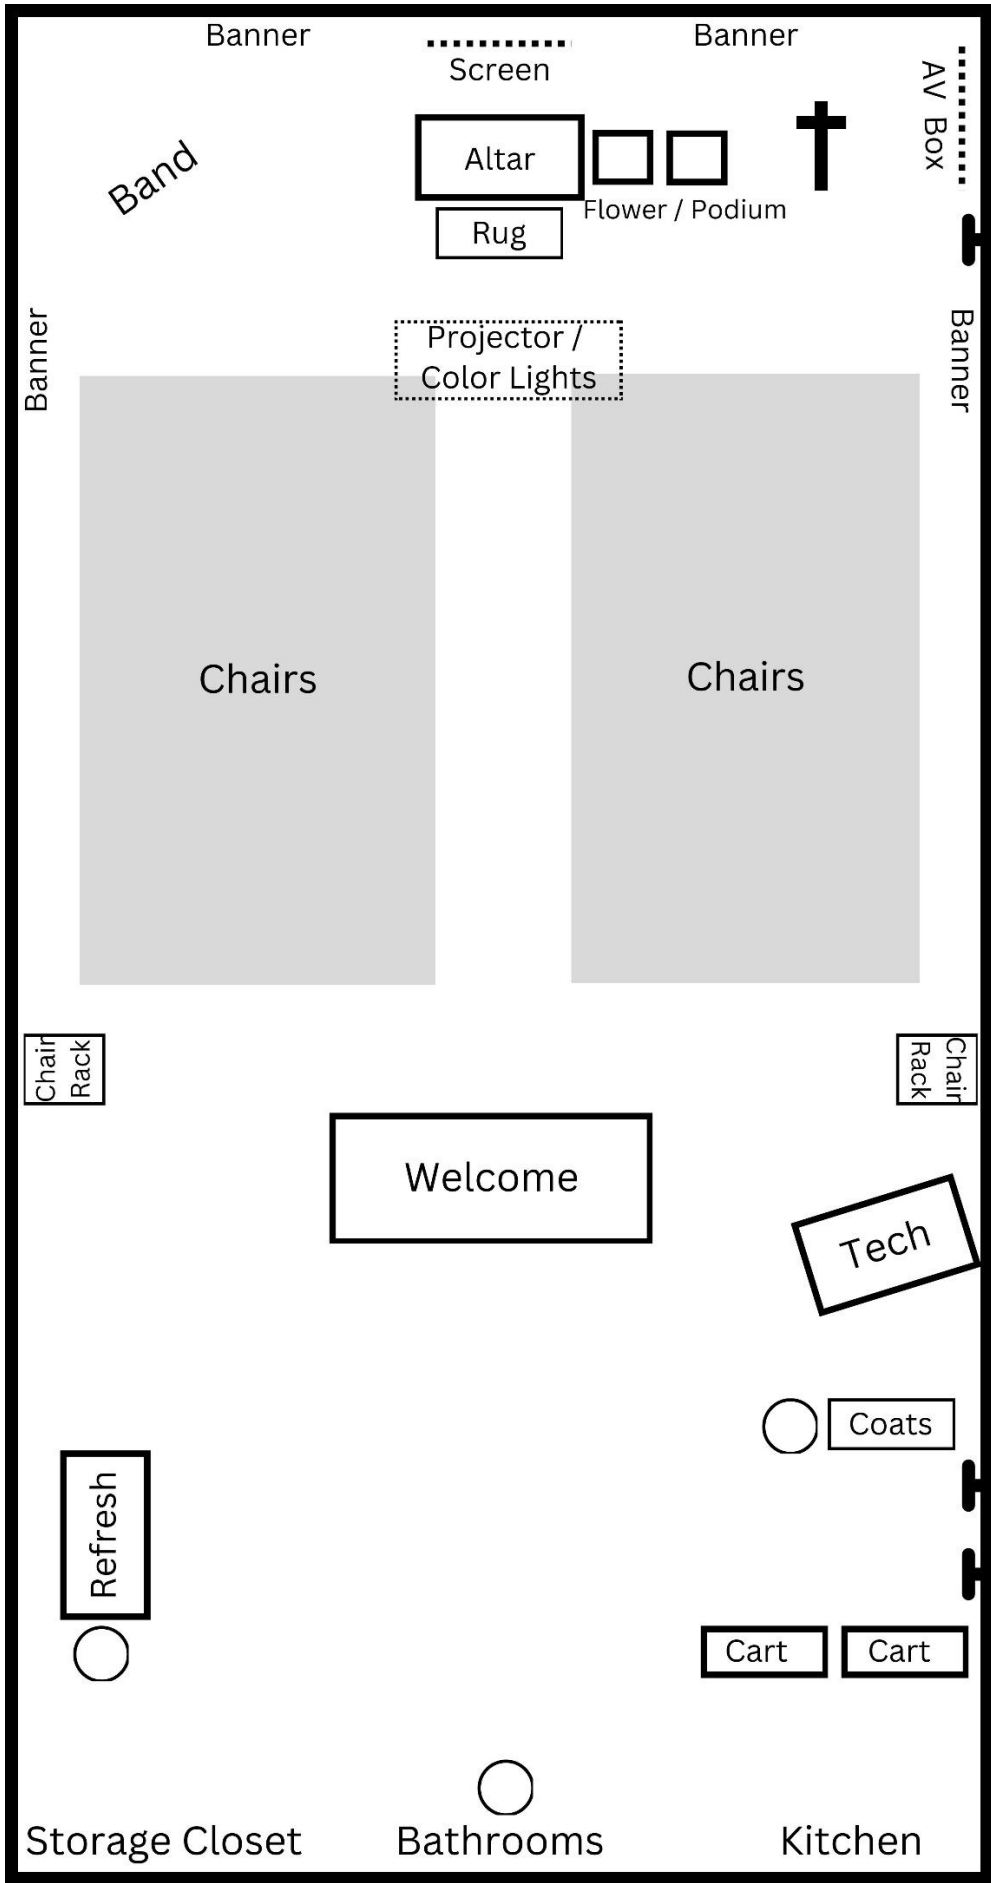 Banner
Banner
Screen
AV Box
Band
Altar
Flower / Podium
Rug
Banner
Banner
Projector /
Color Lights
Chairs
Chairs
Chair
Rack
Chair
Rack
Welcome
Tech
Coats
Refresh
Cart
Cart
Storage Closet
Bathrooms
Kitchen